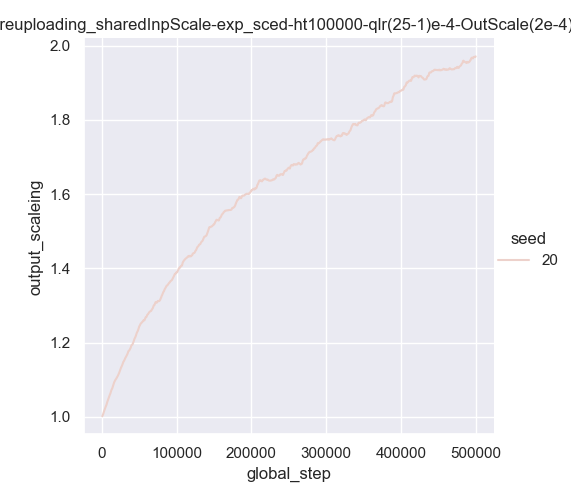 reuploading_sharedInpScale-exp_sced-ht100000-qlr(25-1)e-4-OutScale(2e-4)
2.0
1.8
1.6
1.4
1.2
1.0
output_scaleing
0 100000 200000 300000 400000 500000
global_step
seed
20